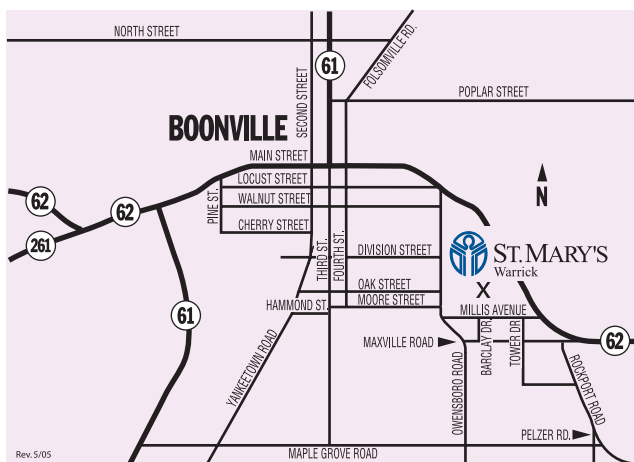 NORTH STREET
FOLSOMVILLE RD.
61
SECOND STREET
POPLAR STREET
BOONVILLE
MAIN STREET
LOCUST STREET
PINE ST.
WALNUT STREET
N
62
62
CHERRY STREET
261
THIRD ST.
FOURTH ST.
DIVISION STREET
ST. MARY'S
Warrick
OAK STREET
X
HAMMOND ST.
MOORE STREET
MILLIS AVENUE
61
YANKEETOWN ROAD
MAXVILLE ROAD
BARCLAY DR.
TOWER DR
62
OWENSBORO ROAD
ROCKPORT ROAD
PELZER RD.
Rev. 5/05
MAPLE GROVE ROAD